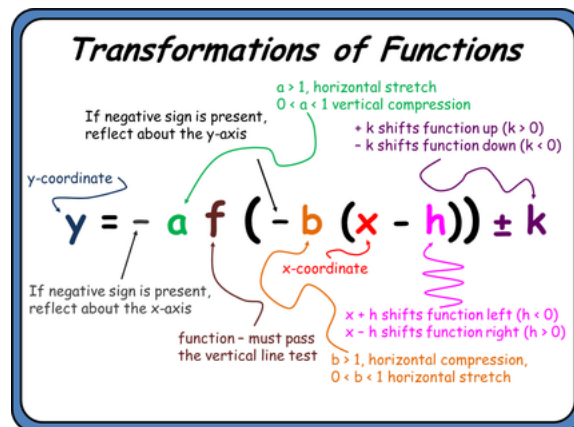 Transformations of Functions
a > 1, horizontal stretch
0 < a < 1 vertical compression
If negative sign is present,
reflect about the y-axis
+ k shifts function up (k > 0)
- k shifts function down (k < 0)
y-coordinate
y = - a f (- b (x - h)) ± k
x-coordinate
If negative sign is present,
reflect about the x-axis
function - must pass
the vertical line test
x + h shifts function left (h < 0)
x - h shifts function right (h > 0)
b > 1, horizontal compression,
0 < b < 1 horizontal stretch